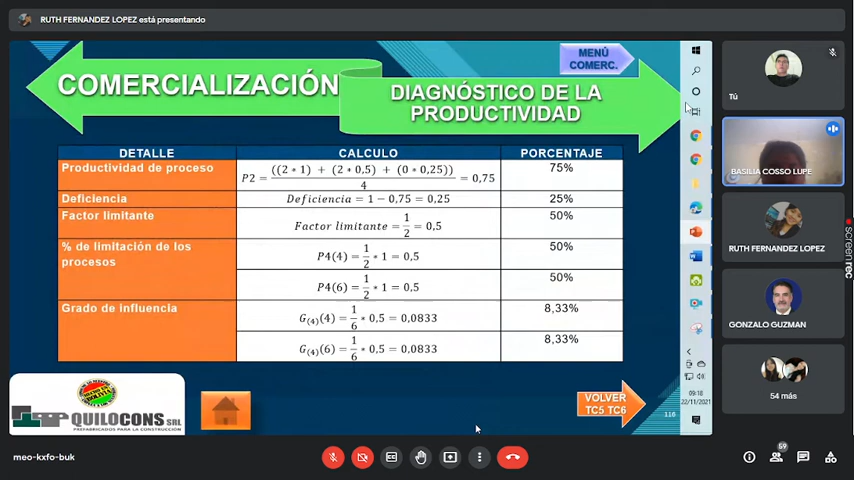 RUTH FERNANDEZ LOPEZ está presentando
COMERCIALIZACIÓN
DIAGNÓSTICO DE LA
PRODUCTIVIDAD
MENÚ
COMERC.
DETALLE CALCULO PORCENTAJE
Productividad de proceso P2 = ((2 * 1) + (2 * 0,5) + (0 * 0,25)) / 4 = 0,75 75%
Deficiencia Deficiencia = 1 − 0,75 = 0,25 25%
Factor limitante Factor limitante = 1/2 = 0,5 50%
% de limitación de los
procesos
P4(4) = 1/2 * 1 = 0,5 50%
P4(6) = 1/2 * 1 = 0,5 50%
Grado de influencia G(4)(4) = 1/6 * 0,5 = 0,0833 8,33%
G(4)(6) = 1/6 * 0,5 = 0,0833 8,33%
QUILOCONS SRL
PREFABRICADOS PARA LA CONSTRUCCIÓN
VOLVER
TC5 TC6
116
09:18
22/11/2021
Tú
BASILIA COSSO LUPE
RUTH FERNANDEZ LOPEZ
GONZALO GUZMAN
54 más
meo-kxfo-buk
59
screenrec